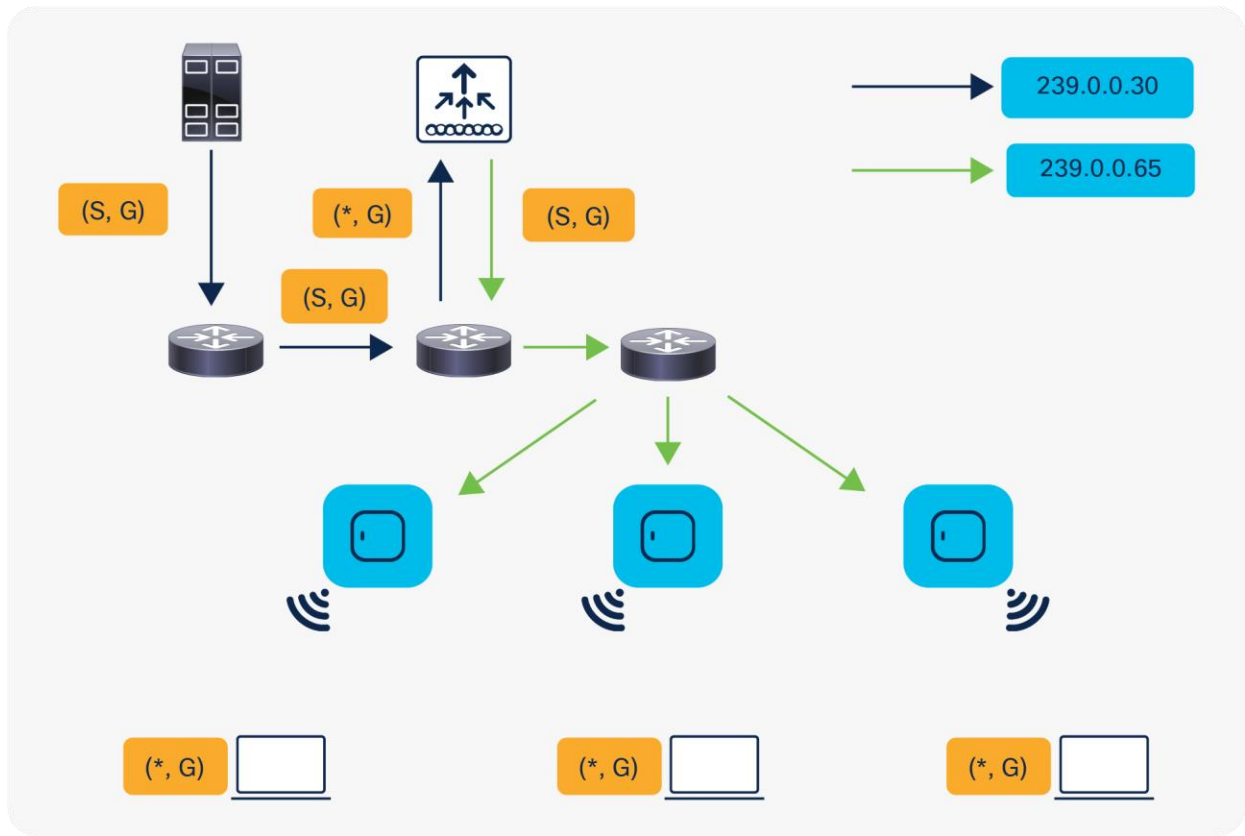 239.0.0.30
239.0.0.65
(S, G)
(*, G)
(S, G)
(S, G)
(*, G)
(*, G)
(*, G)